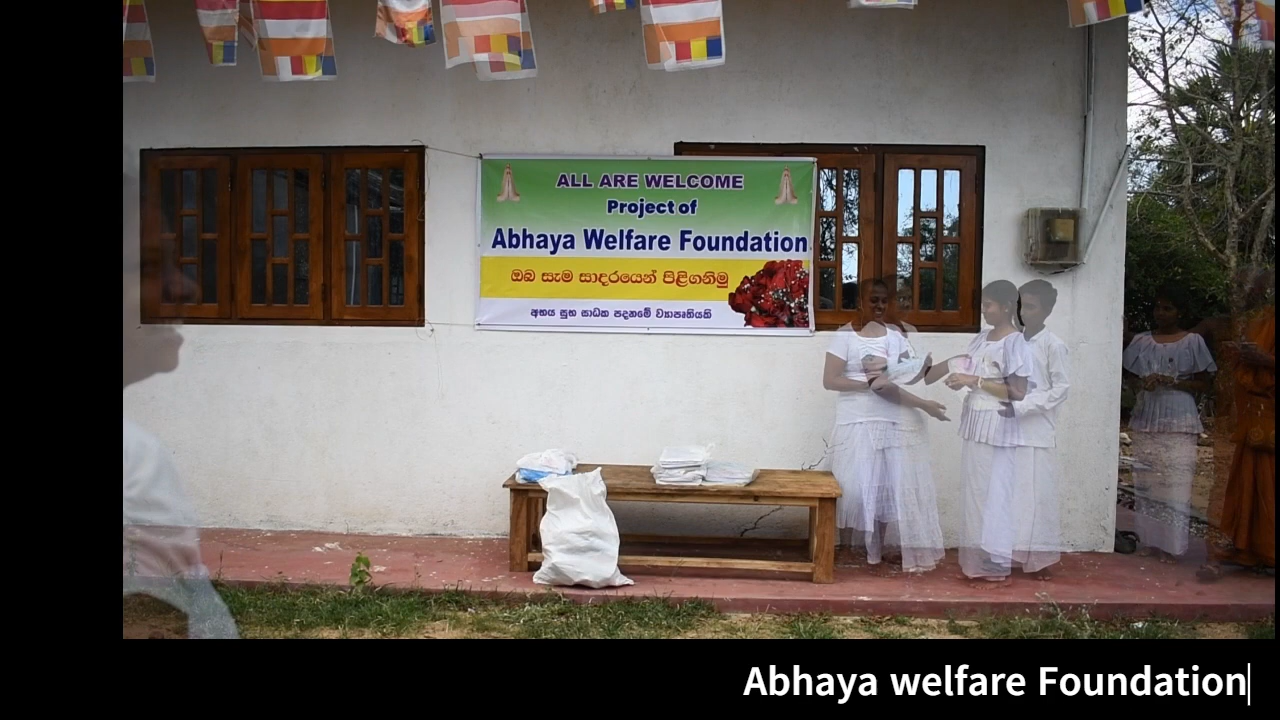 ALL ARE WELCOME
Project of
Abhaya Welfare Foundation
ඔබ සැම සාදරයෙන් පිළිගනිමු
අභය සුභ සාධක පදනමේ ව්‍යාපෘතියකි
Abhaya welfare Foundation